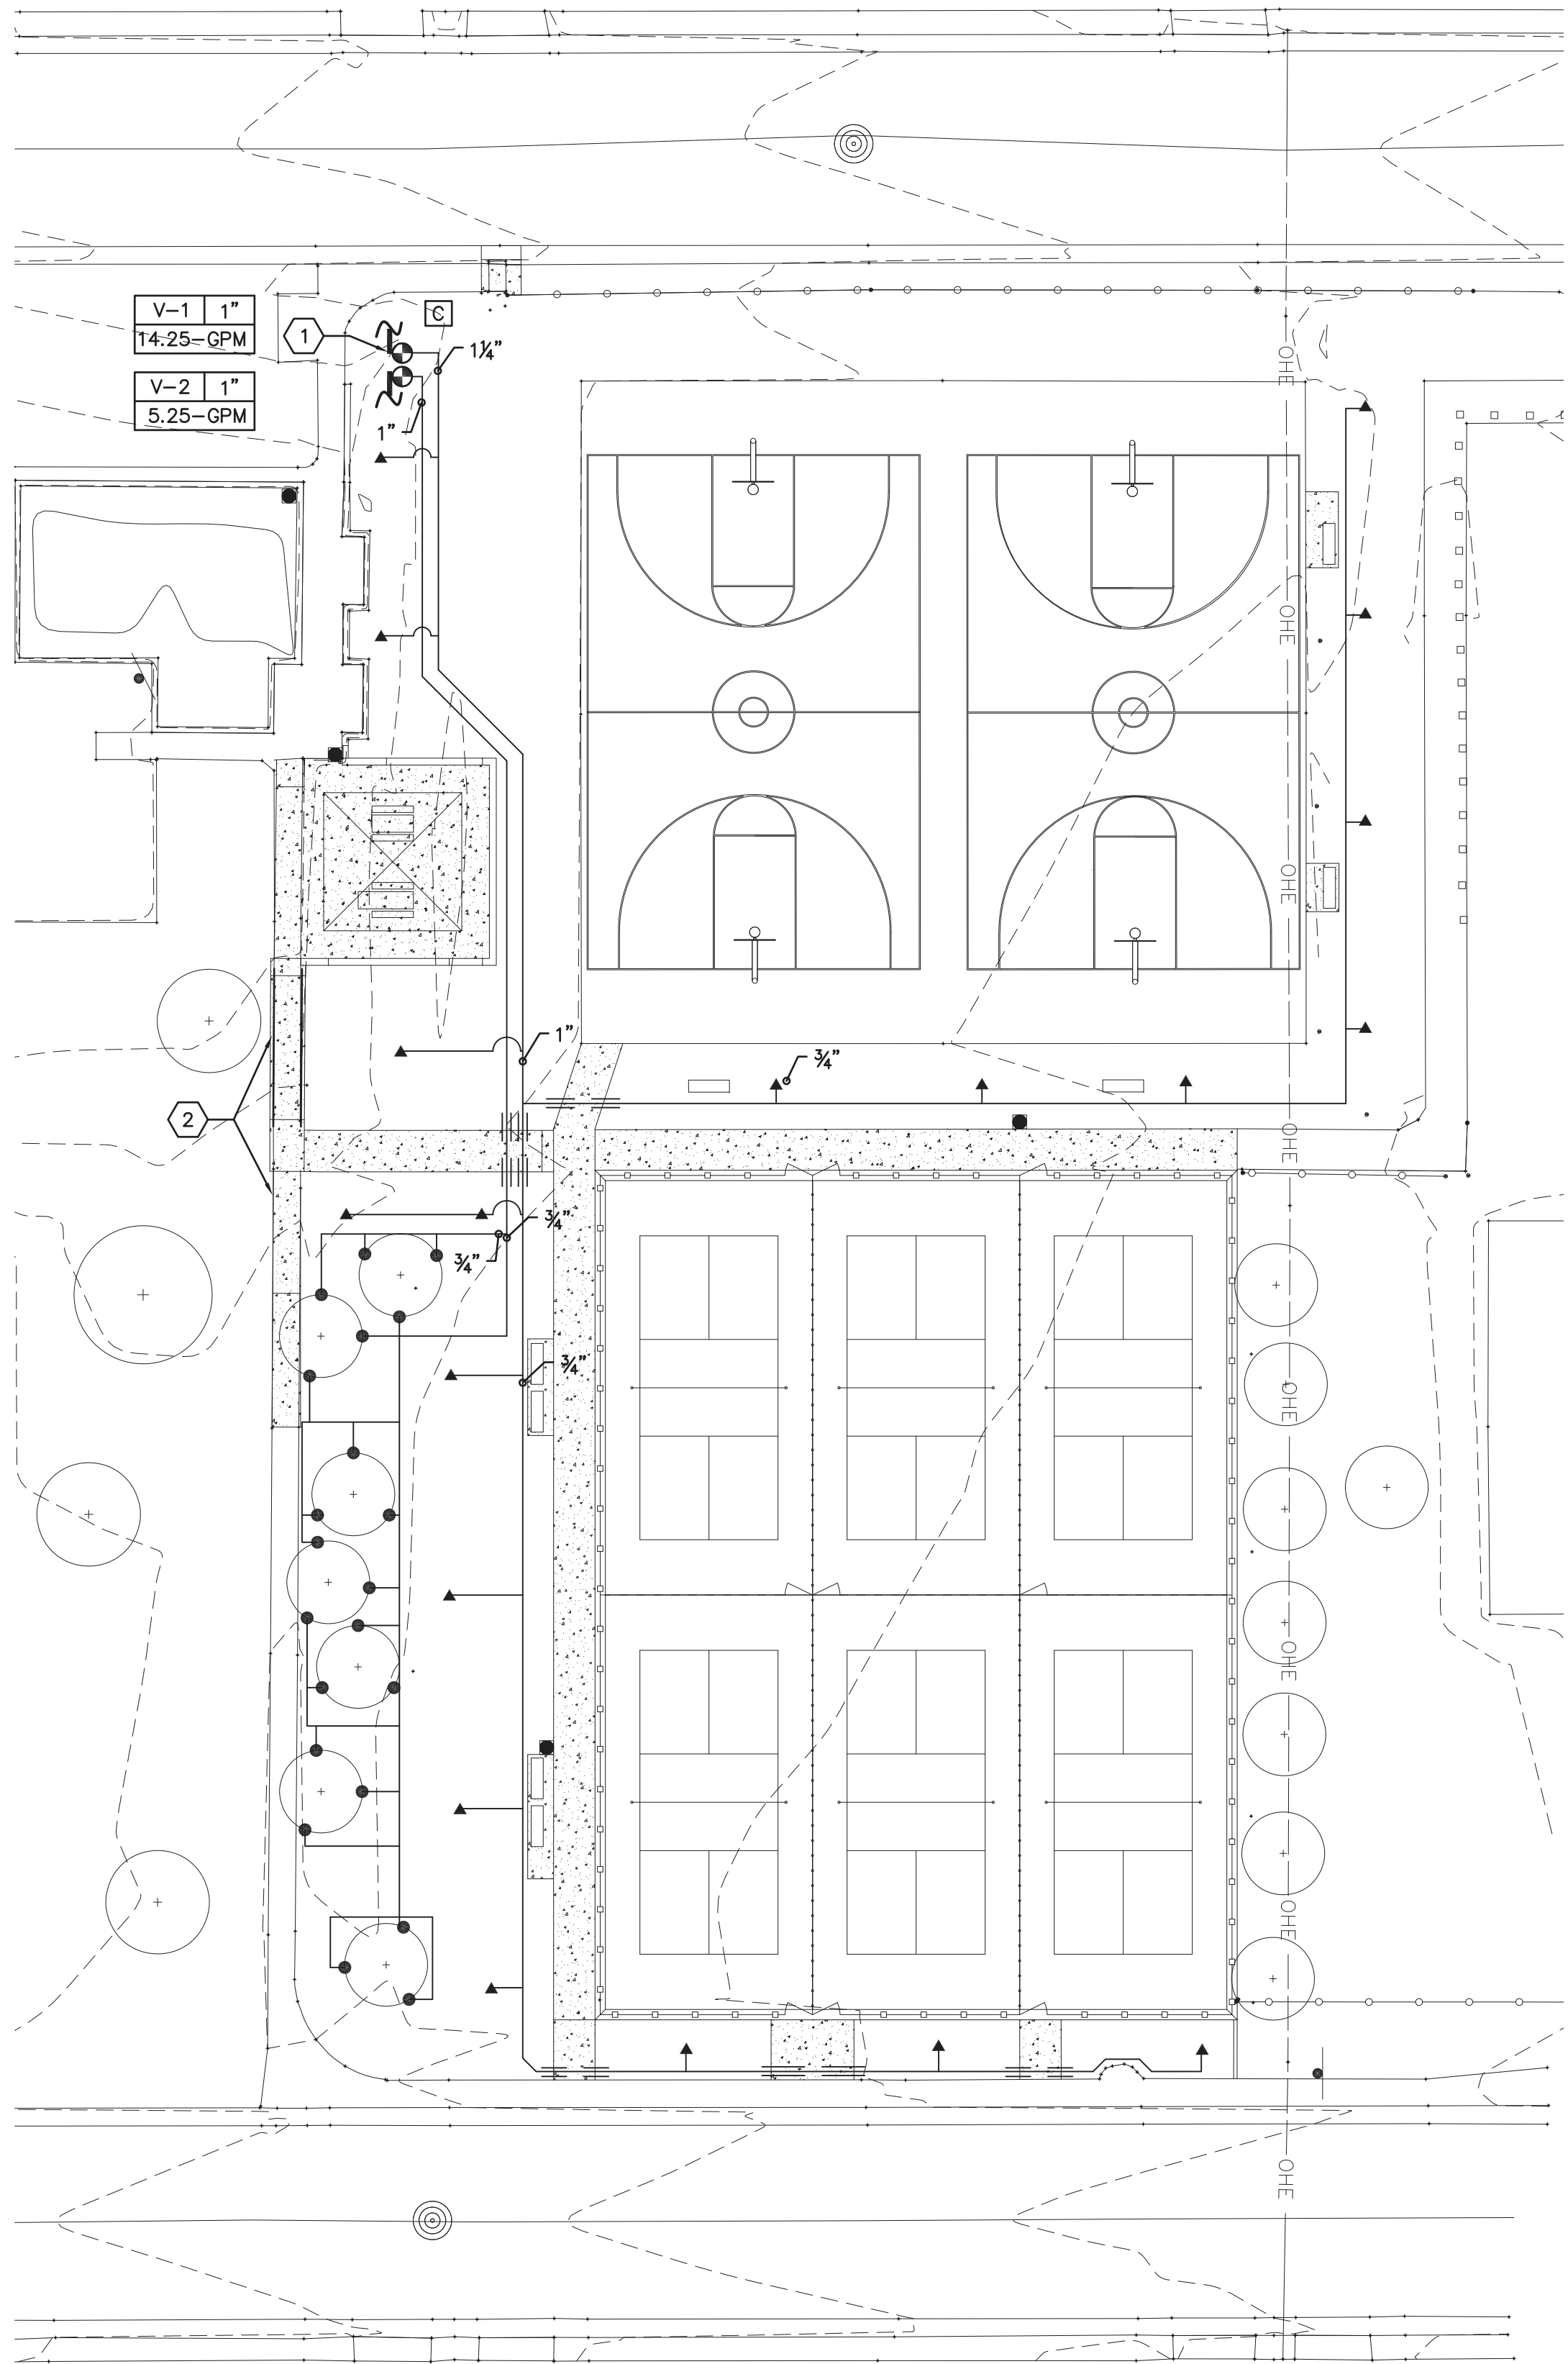 V-1 1"
14.25-GPM
1
C
1¼"
V-2 1"
5.25-GPM
1"
OHE
OHE
OHE
1"
¾"
2
OHE
¾"
¾"
¾"
OHE
OHE
OHE
OHE